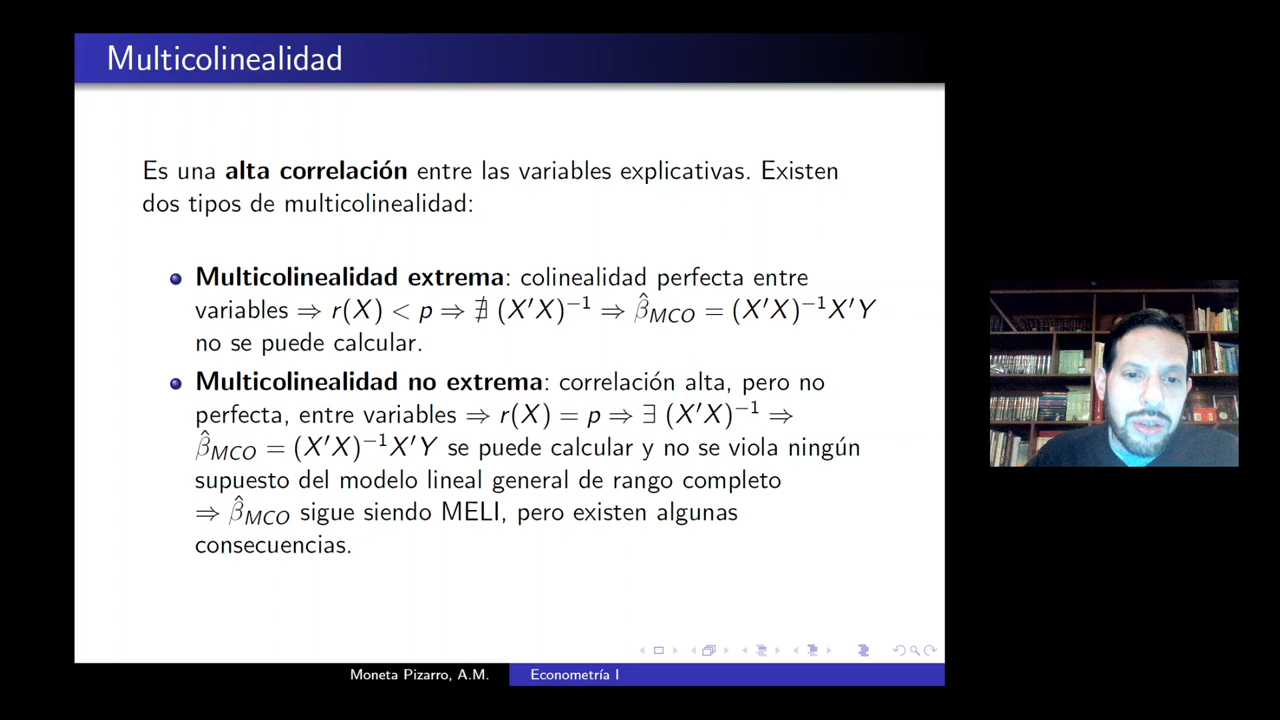 Multicolinealidad
Es una alta correlación entre las variables explicativas. Existen
dos tipos de multicolinealidad:
Multicolinealidad extrema: colinealidad perfecta entre
variables ⇒ r(X) < p ⇒ ∄ (X′X)⁻¹ ⇒ β̂_MCO = (X′X)⁻¹X′Y
no se puede calcular.
Multicolinealidad no extrema: correlación alta, pero no
perfecta, entre variables ⇒ r(X) = p ⇒ ∃ (X′X)⁻¹ ⇒
β̂_MCO = (X′X)⁻¹X′Y se puede calcular y no se viola ningún
supuesto del modelo lineal general de rango completo
⇒ β̂_MCO sigue siendo MELI, pero existen algunas
consecuencias.
Moneta Pizarro, A.M. Econometría I